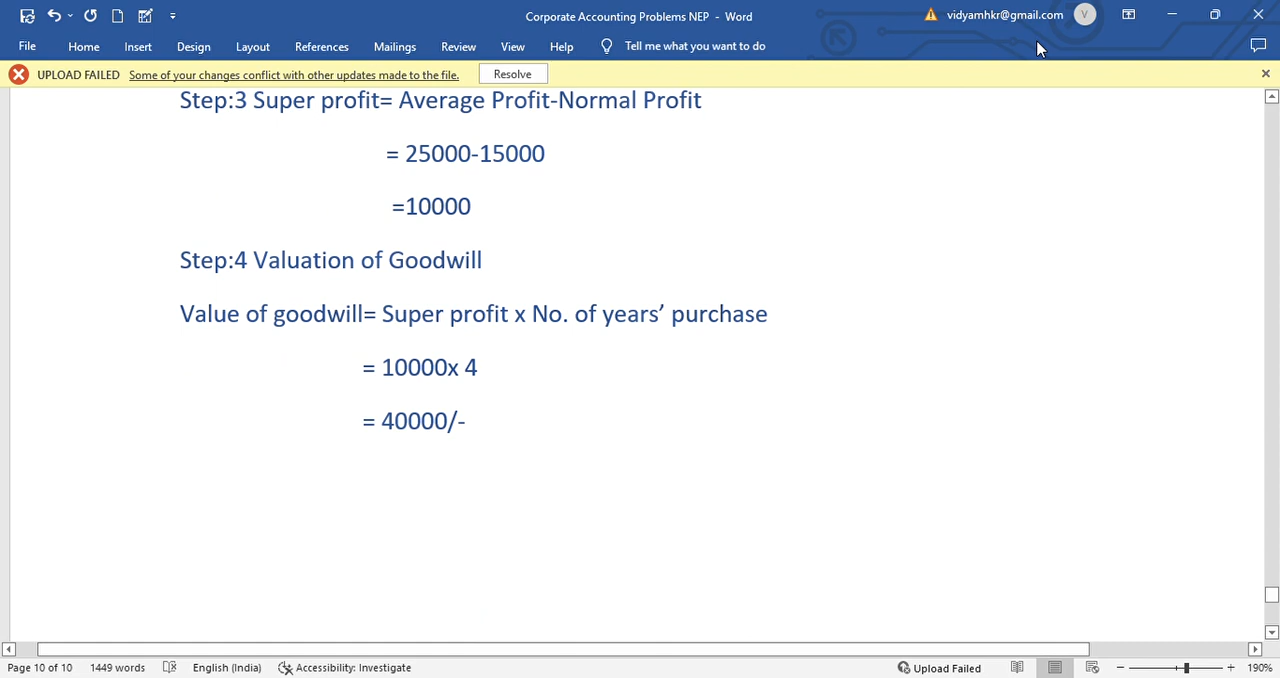 Corporate Accounting Problems NEP - Word
vidyamhkr@gmail.com
V
File Home Insert Design Layout References Mailings Review View Help Tell me what you want to do
UPLOAD FAILED Some of your changes conflict with other updates made to the file. Resolve
Step:3 Super profit= Average Profit-Normal Profit
= 25000-15000
=10000
Step:4 Valuation of Goodwill
Value of goodwill= Super profit x No. of years’ purchase
= 10000x 4
= 40000/-
Page 10 of 10 1449 words English (India) Accessibility: Investigate Upload Failed 190%